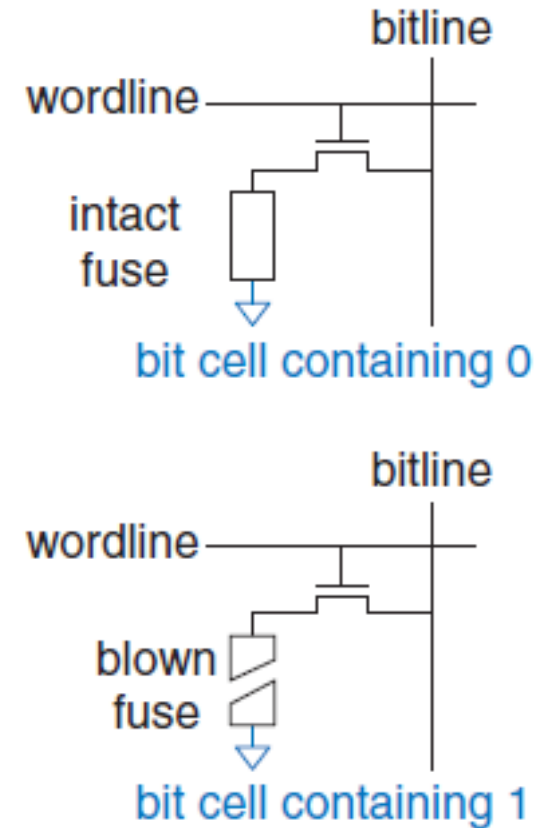 bitline
wordline
intact
fuse
bit cell containing 0
bitline
wordline
blown
fuse
bit cell containing 1